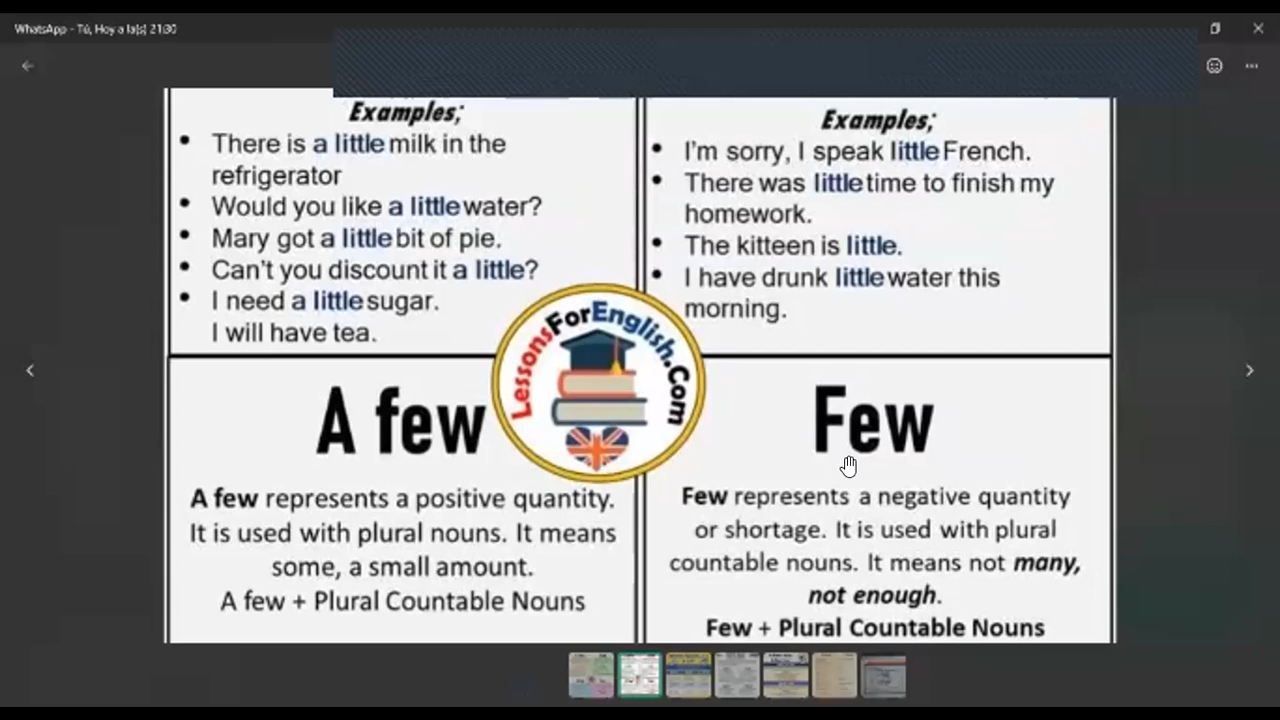 WhatsApp - Tú, Hoy a la(s) 21:30
Examples;
• There is a little milk in the
refrigerator
• Would you like a little water?
• Mary got a little bit of pie.
• Can't you discount it a little?
• I need a little sugar.
I will have tea.
Examples;
• I'm sorry, I speak little French.
• There was little time to finish my
homework.
• The kitteen is little.
• I have drunk little water this
morning.
LessonsForEnglish.Com
A few
A few represents a positive quantity.
It is used with plural nouns. It means
some, a small amount.
A few + Plural Countable Nouns
Few
Few represents a negative quantity
or shortage. It is used with plural
countable nouns. It means not many,
not enough.
Few + Plural Countable Nouns